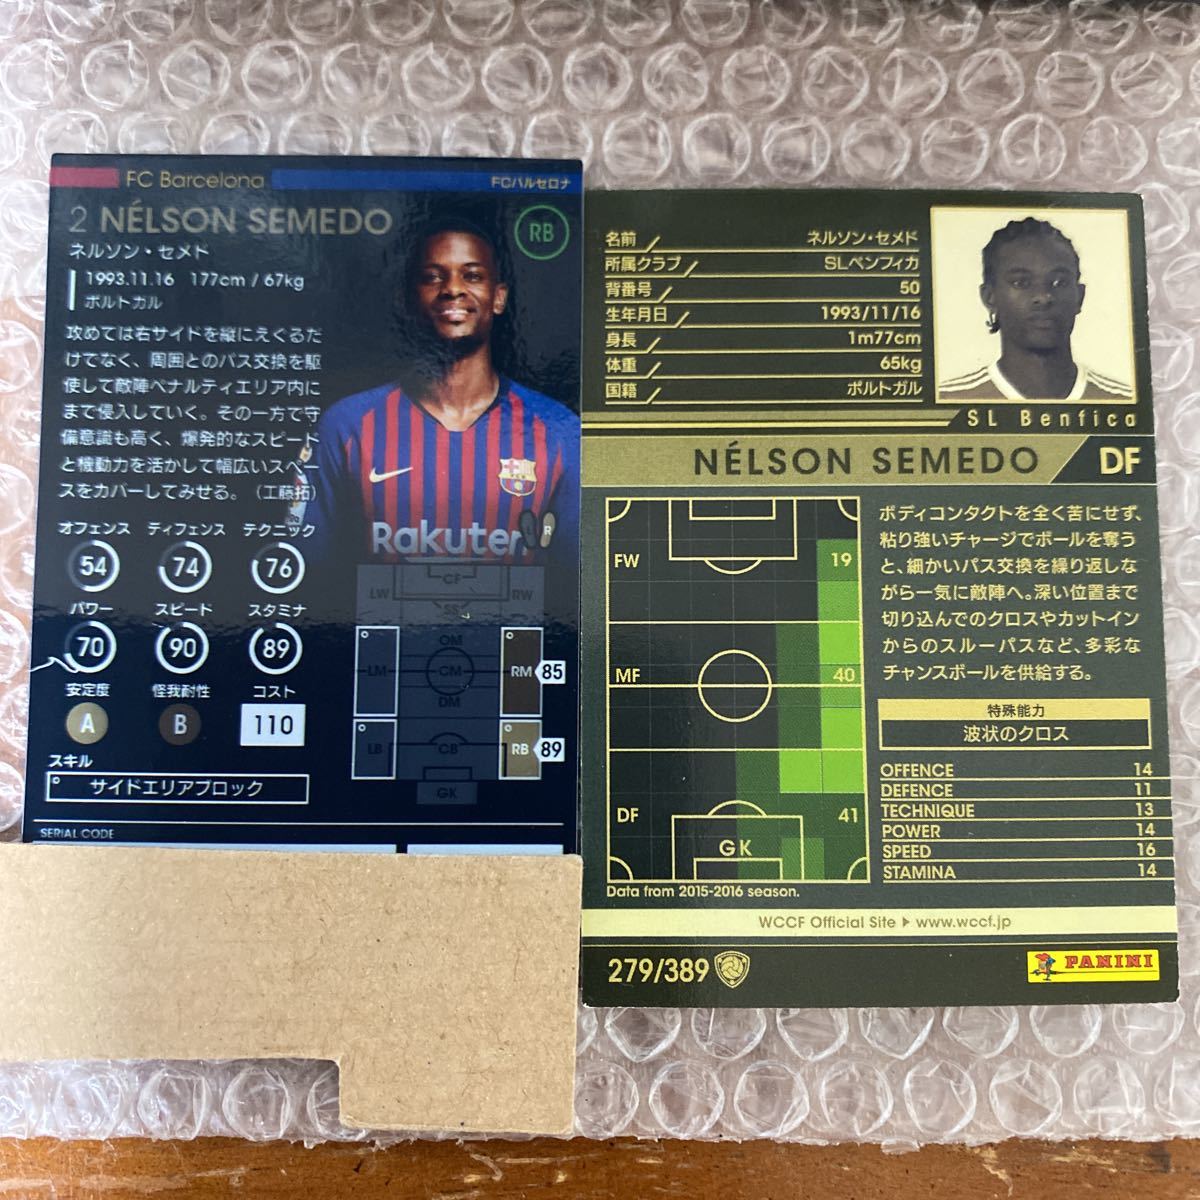 FC Barcelona FCバルセロナ
2 NÉLSON SEMEDO RB
ネルソン・セメド
1993.11.16 177cm / 67kg
ポルトガル
攻めては右サイドを縦にえぐるだ
けでなく、周囲とのパス交換を駆
使して敵陣ペナルティエリア内に
まで侵入していく。その一方で守
備意識も高く、爆発的なスピード
と機動力を活かして幅広いスペー
スをカバーしてみせる。（工藤拓）
Rakuten
R
オフェンス ディフェンス テクニック
54 74 76
パワー スピード スタミナ
70 90 89
安定度 怪我耐性 コスト
A B 110
スキル
サイドエリアブロック
CF
LW RW
SS
OM
LM CM RM 85
DM
LB CB RB 89
GK
SERIAL CODE
名前 ネルソン・セメド
所属クラブ SLベンフィカ
背番号 50
生年月日 1993/11/16
身長 1m77cm
体重 65kg
国籍 ポルトガル
SL Benfica
NÉLSON SEMEDO DF
FW 19
MF 40
DF 41
GK
Data from 2015-2016 season.
ボディコンタクトを全く苦にせず、
粘り強いチャージでボールを奪う
と、細かいパス交換を繰り返しな
がら一気に敵陣へ。深い位置まで
切り込んでのクロスやカットイン
からのスルーパスなど、多彩な
チャンスボールを供給する。
特殊能力
波状のクロス
OFFENCE 14
DEFENCE 11
TECHNIQUE 13
POWER 14
SPEED 16
STAMINA 14
WCCF Official Site ▶ www.wccf.jp
279/389
PANINI